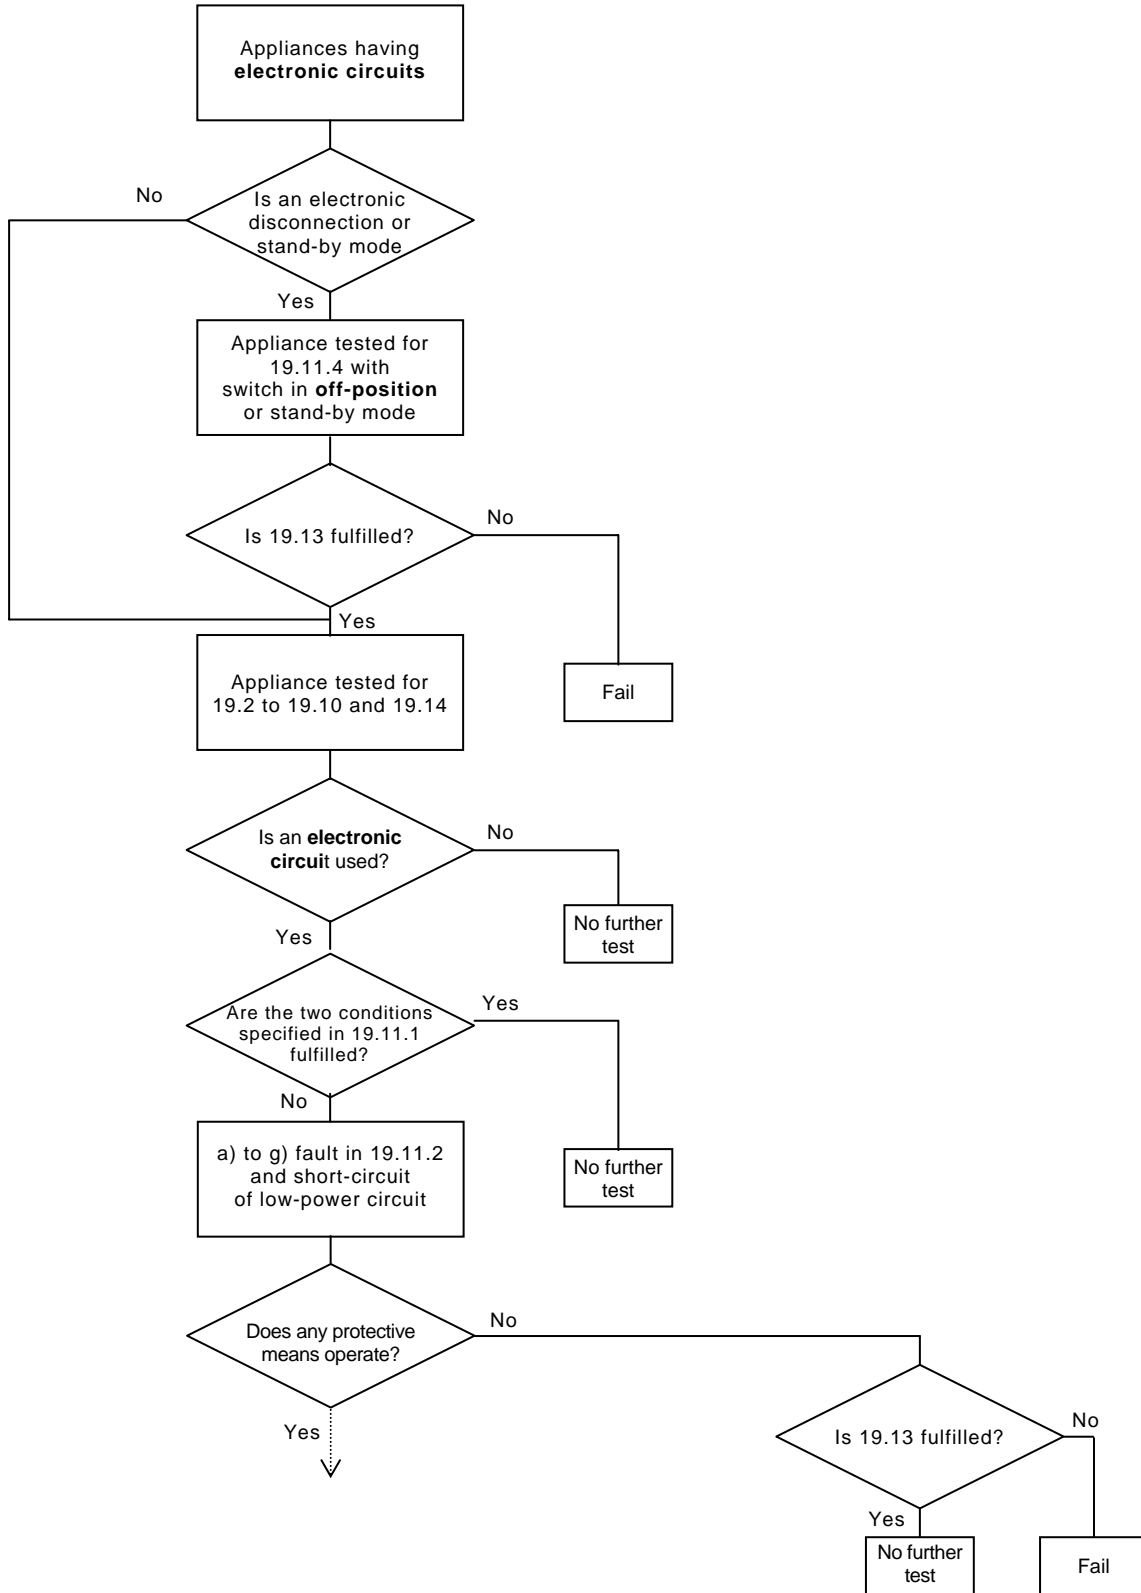 Appliances having
electronic circuits
No
Is an electronic
disconnection or
stand-by mode
Yes
Appliance tested for
19.11.4 with
switch in off-position
or stand-by mode
Is 19.13 fulfilled?
No
Yes
Appliance tested for
19.2 to 19.10 and 19.14
Fail
Is an electronic
circuit used?
No
No further
test
Yes
Are the two conditions
specified in 19.11.1
fulfilled?
Yes
No
No further
test
a) to g) fault in 19.11.2
and short-circuit
of low-power circuit
Does any protective
means operate?
No
Yes
Is 19.13 fulfilled?
No
Yes
No further
test
Fail